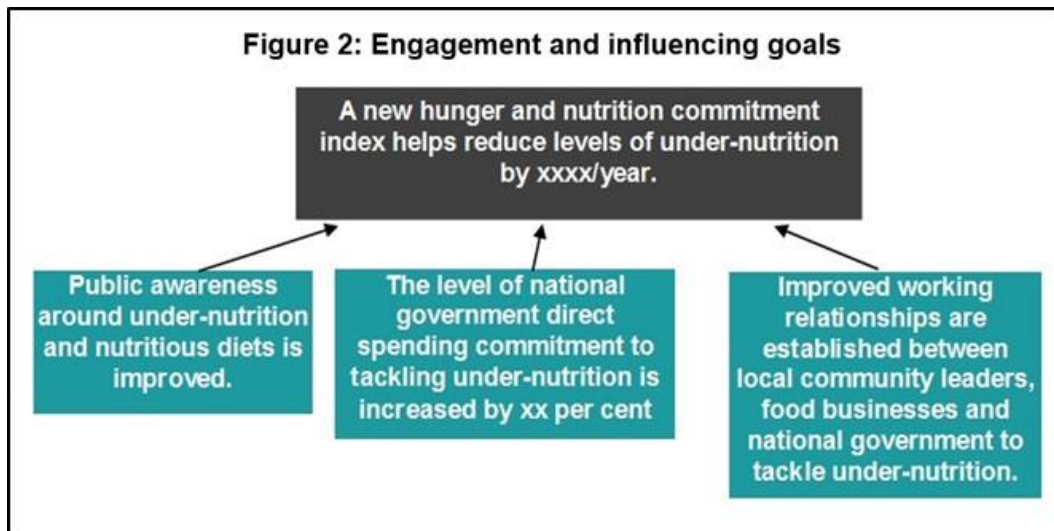 Figure 2: Engagement and influencing goals
A new hunger and nutrition commitment
index helps reduce levels of under-nutrition
by xxxx/year.
Public awareness
around under-nutrition
and nutritious diets is
improved.
The level of national
government direct
spending commitment to
tackling under-nutrition is
increased by xx per cent
Improved working
relationships are
established between
local community leaders,
food businesses and
national government to
tackle under-nutrition.